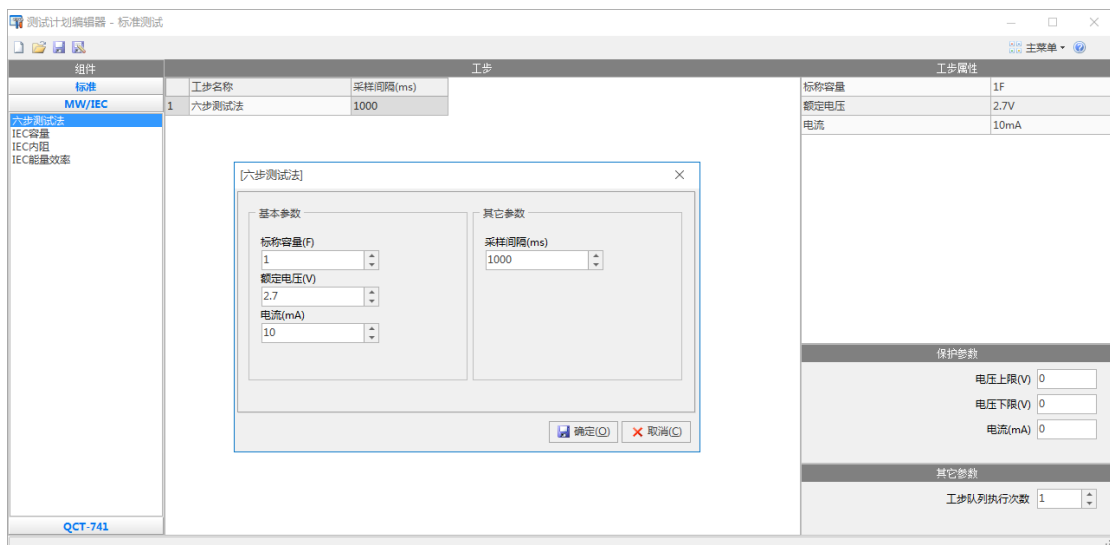 测试计划编辑器 - 标准测试
主菜单
组件
工步
工步属性
标准
MW/IEC
六步测试法
IEC容量
IEC内阻
IEC能量效率
QCT-741
工步名称 采样间隔(ms)
1 六步测试法 1000
标称容量 1F
额定电压 2.7V
电流 10mA
[六步测试法]
基本参数
标称容量(F)
1
额定电压(V)
2.7
电流(mA)
10
其它参数
采样间隔(ms)
1000
确定(O)
取消(C)
保护参数
电压上限(V) 0
电压下限(V) 0
电流(mA) 0
其它参数
工步队列执行次数 1